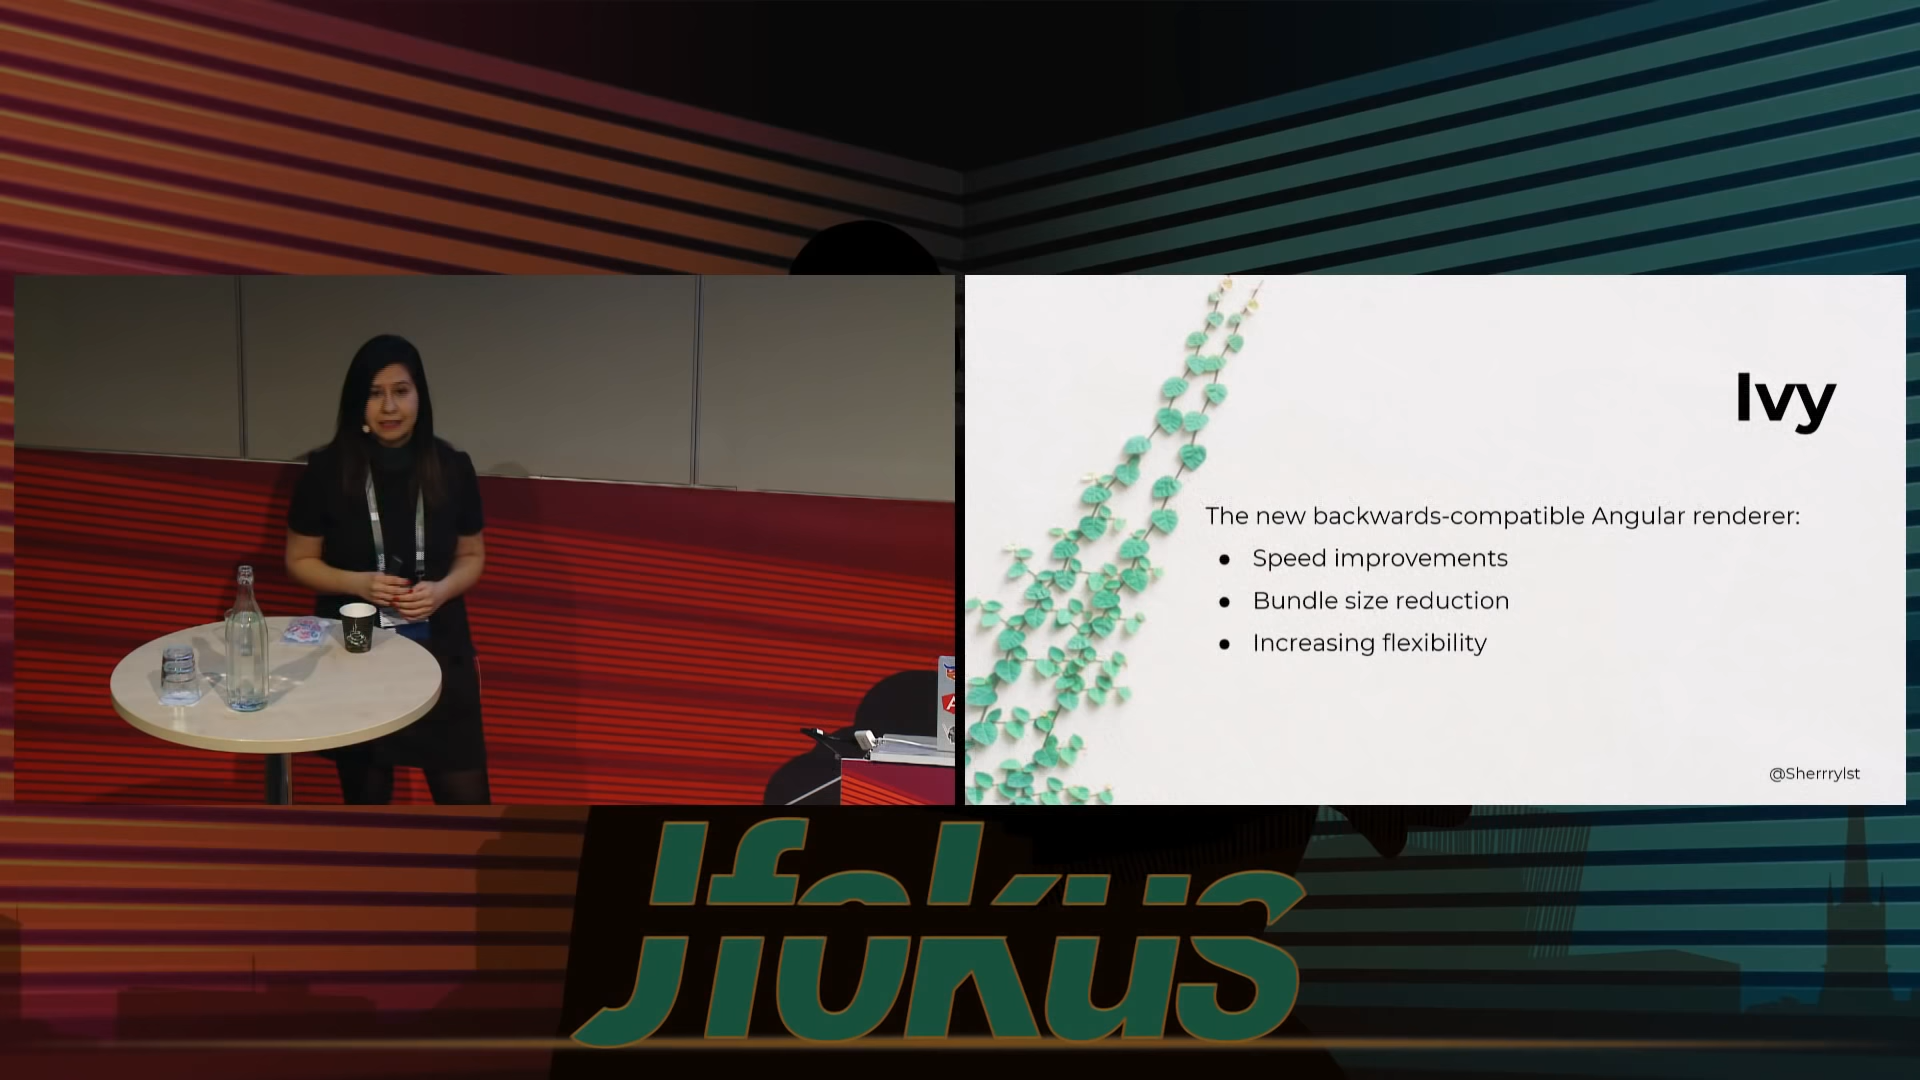 Ivy
The new backwards-compatible Angular renderer:
● Speed improvements
● Bundle size reduction
● Increasing flexibility
@Sherrrylst
Jfokus